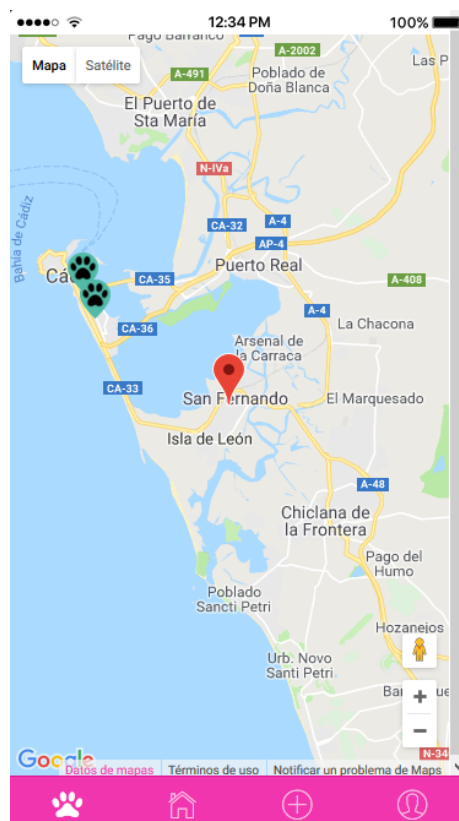 12:34 PM 100%
Pago Barranco
A-2002
Mapa Satélite
Las P
A-491
Poblado de
Doña Blanca
El Puerto de
Sta María
N-IVa
Bahía de Cádiz
CA-32
A-4
AP-4
Puerto Real
Cá
CA-35
A-408
A-4
CA-36
La Chacona
Arsenal de
la Carraca
CA-33
San Fernando
El Marquesado
Isla de León
A-48
Chiclana de
la Frontera
Pago del
Humo
Poblado
Sancti Petri
Hozanejos
Urb. Novo
Santi Petri
Ba
ue
N-34
Google
Datos de mapas Términos de uso Notificar un problema de Maps